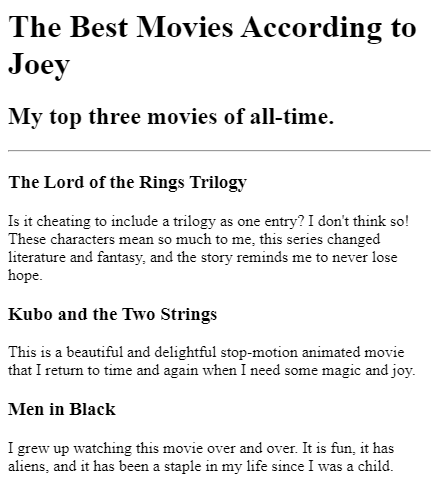 The Best Movies According to
Joey
My top three movies of all-time.
The Lord of the Rings Trilogy
Is it cheating to include a trilogy as one entry? I don't think so!
These characters mean so much to me, this series changed
literature and fantasy, and the story reminds me to never lose
hope.
Kubo and the Two Strings
This is a beautiful and delightful stop-motion animated movie
that I return to time and again when I need some magic and joy.
Men in Black
I grew up watching this movie over and over. It is fun, it has
aliens, and it has been a staple in my life since I was a child.